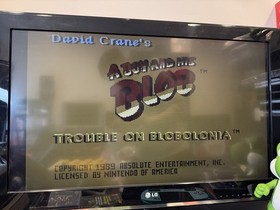 David Crane's
A BOY AND HIS
BLOB™
TROUBLE ON BLOBOLONIA™
COPYRIGHT 1989 ABSOLUTE ENTERTAINMENT, INC.
LICENSED BY NINTENDO OF AMERICA
LG